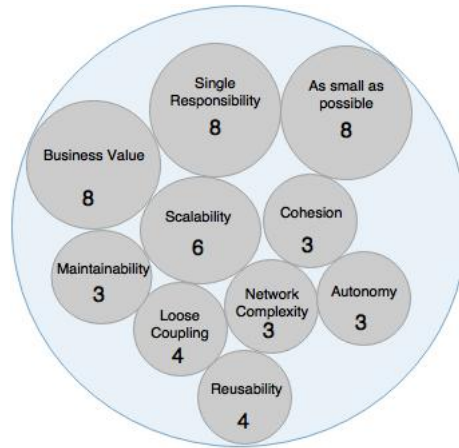 Single
Responsibility
8
As small as
possible
8
Business Value
8
Scalability
6
Cohesion
3
Maintainability
3
Loose
Coupling
4
Network
Complexity
3
Autonomy
3
Reusability
4